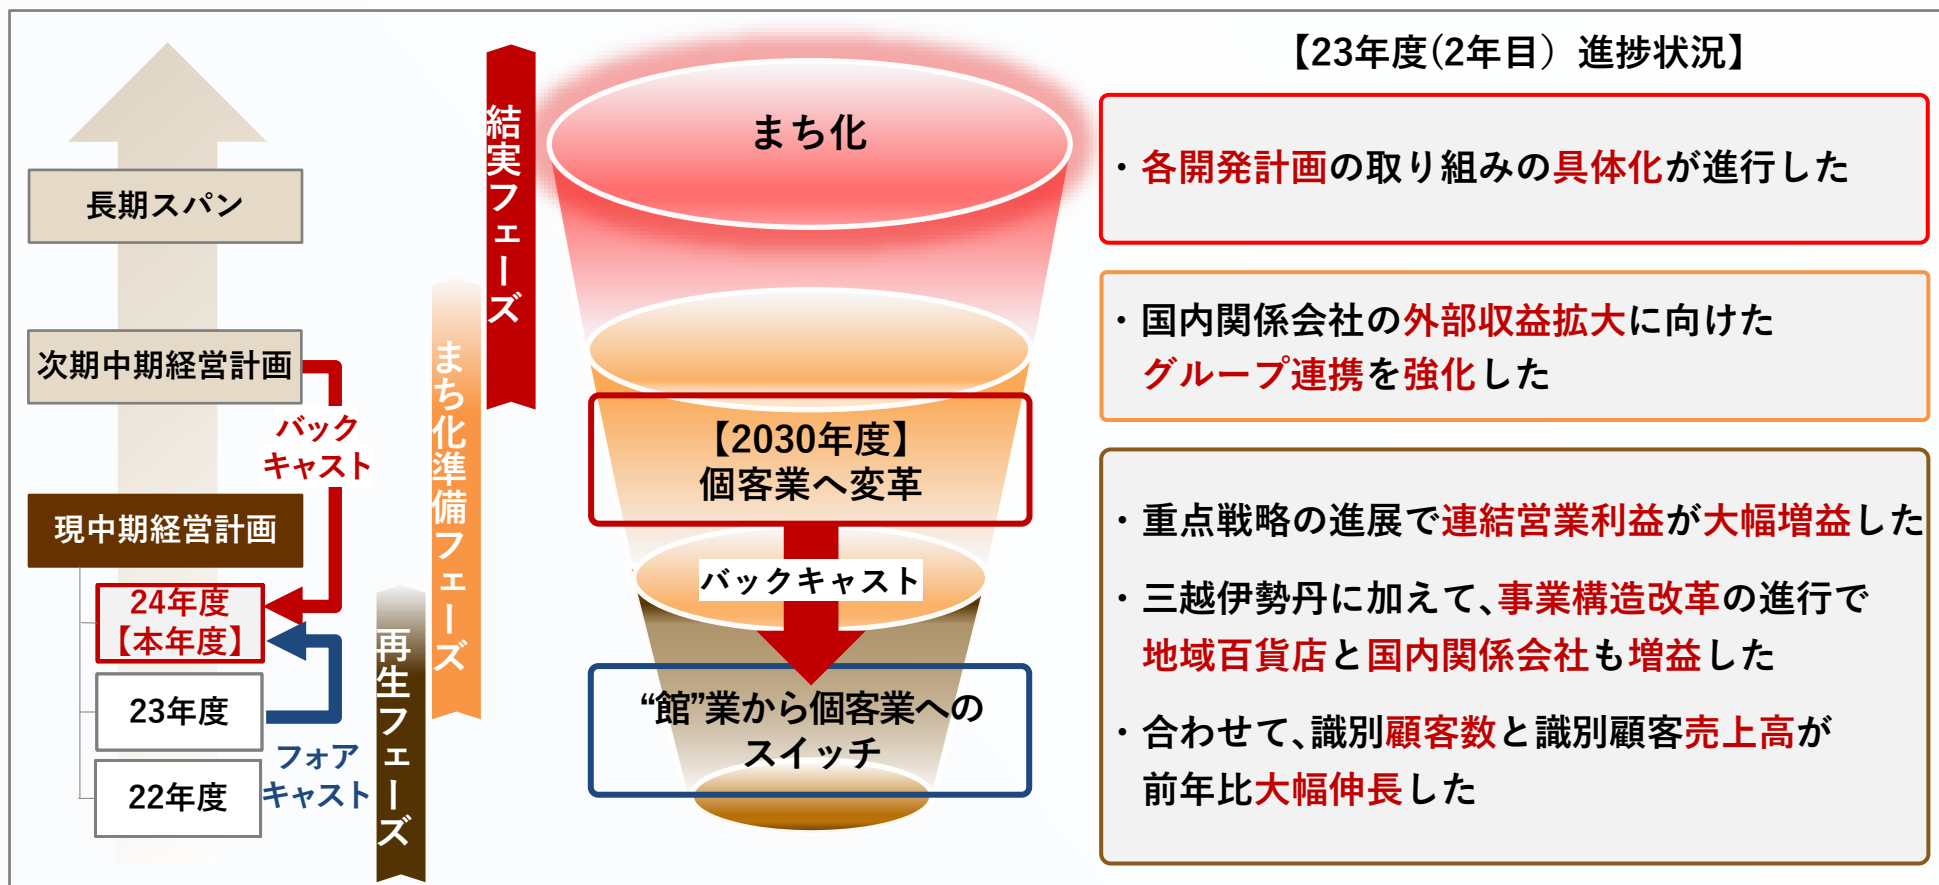 長期スパン
次期中期経営計画
バック
キャスト
現中期経営計画
24年度
【本年度】
23年度
22年度
フォア
キャスト
再生フェーズ
まち化準備フェーズ
結実フェーズ
まち化
【2030年度】
個客業へ変革
バックキャスト
“館”業から個客業への
スイッチ
【23年度(2年目）進捗状況】
・各開発計画の取り組みの具体化が進行した
・国内関係会社の外部収益拡大に向けた
グループ連携を強化した
・重点戦略の進展で連結営業利益が大幅増益した
・三越伊勢丹に加えて、事業構造改革の進行で
地域百貨店と国内関係会社も増益した
・合わせて、識別顧客数と識別顧客売上高が
前年比大幅伸長した